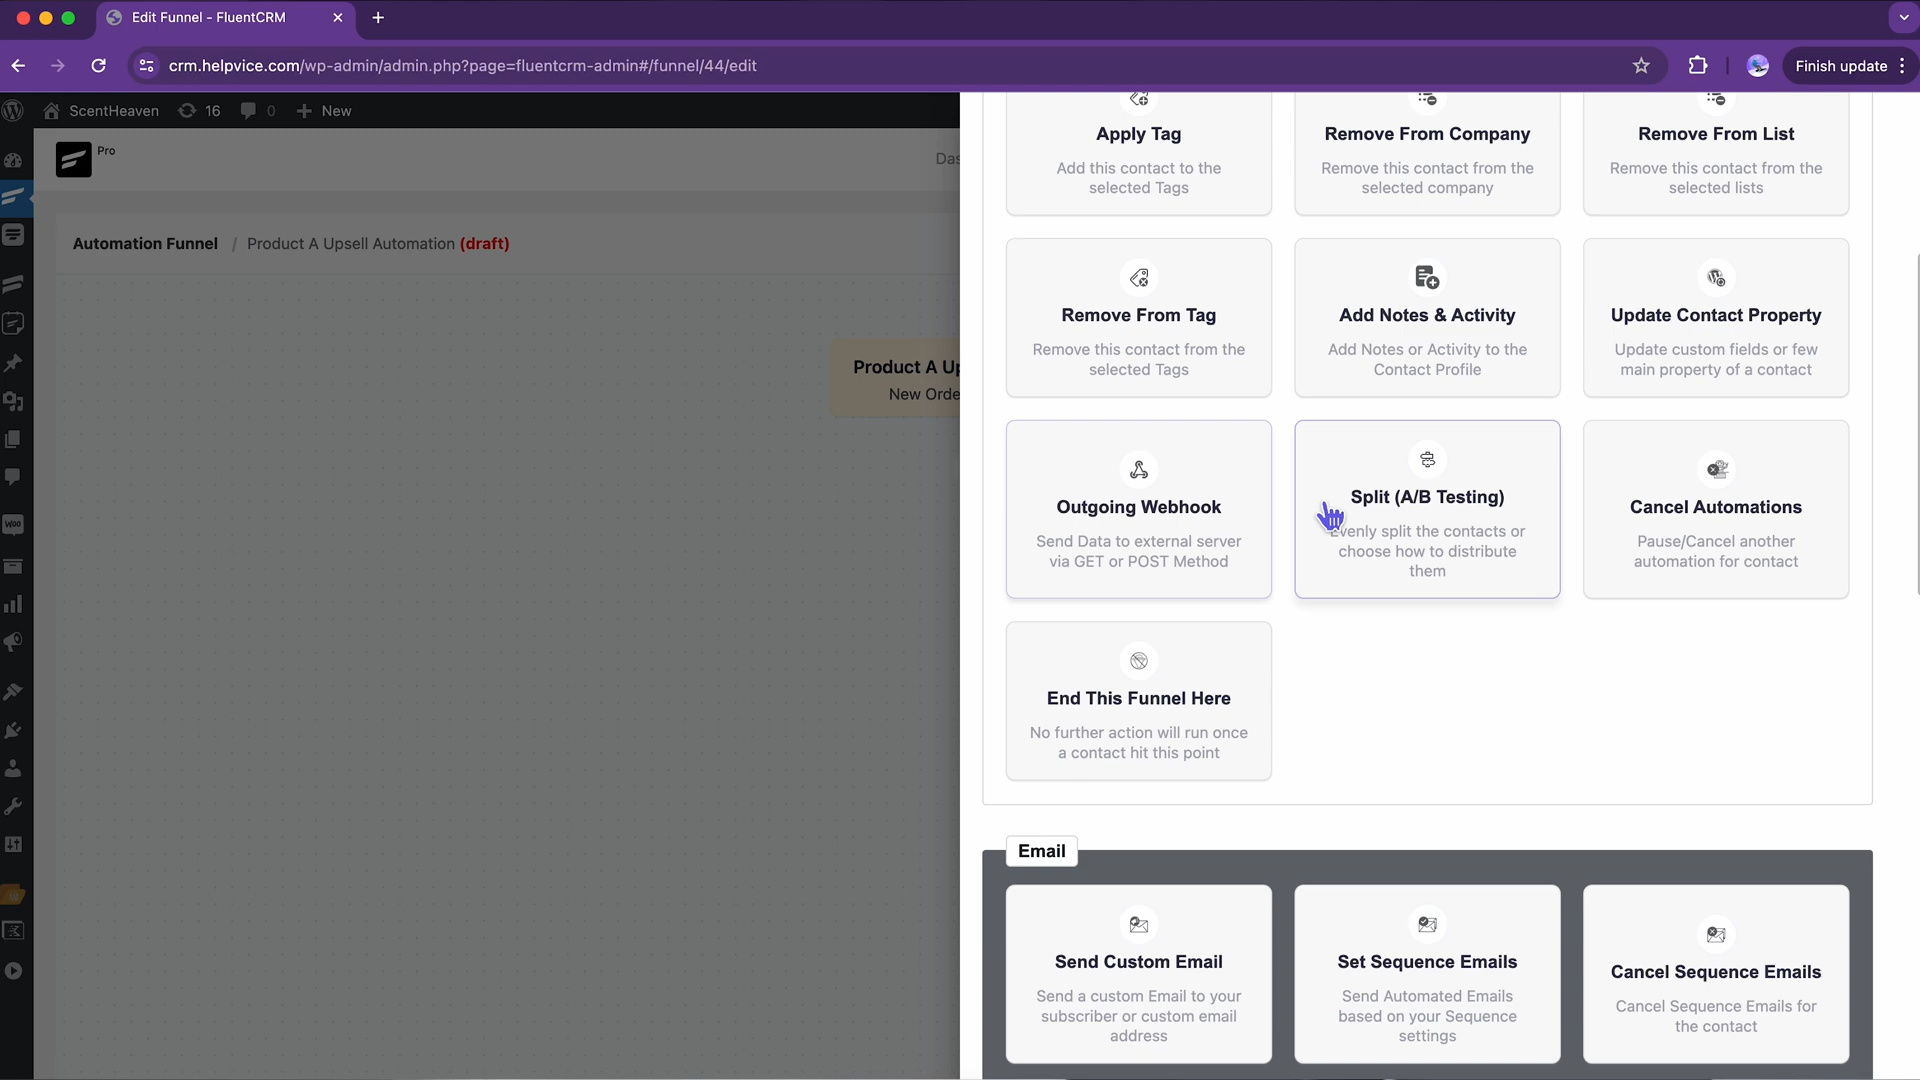 Edit Funnel - FluentCRM
crm.helpvice.com/wp-admin/admin.php?page=fluentcrm-admin#/funnel/44/edit
Finish update
ScentHeaven
16
0
New
Pro
Das
Automation Funnel / Product A Upsell Automation (draft)
Product A Up
New Orde
Apply Tag
Add this contact to the
selected Tags
Remove From Company
Remove this contact from the
selected company
Remove From List
Remove this contact from the
selected lists
Remove From Tag
Remove this contact from the
selected Tags
Add Notes & Activity
Add Notes or Activity to the
Contact Profile
Update Contact Property
Update custom fields or few
main property of a contact
Outgoing Webhook
Send Data to external server
via GET or POST Method
Split (A/B Testing)
Evenly split the contacts or
choose how to distribute
them
Cancel Automations
Pause/Cancel another
automation for contact
End This Funnel Here
No further action will run once
a contact hit this point
Email
Send Custom Email
Send a custom Email to your
subscriber or custom email
address
Set Sequence Emails
Send Automated Emails
based on your Sequence
settings
Cancel Sequence Emails
Cancel Sequence Emails for
the contact
WOO